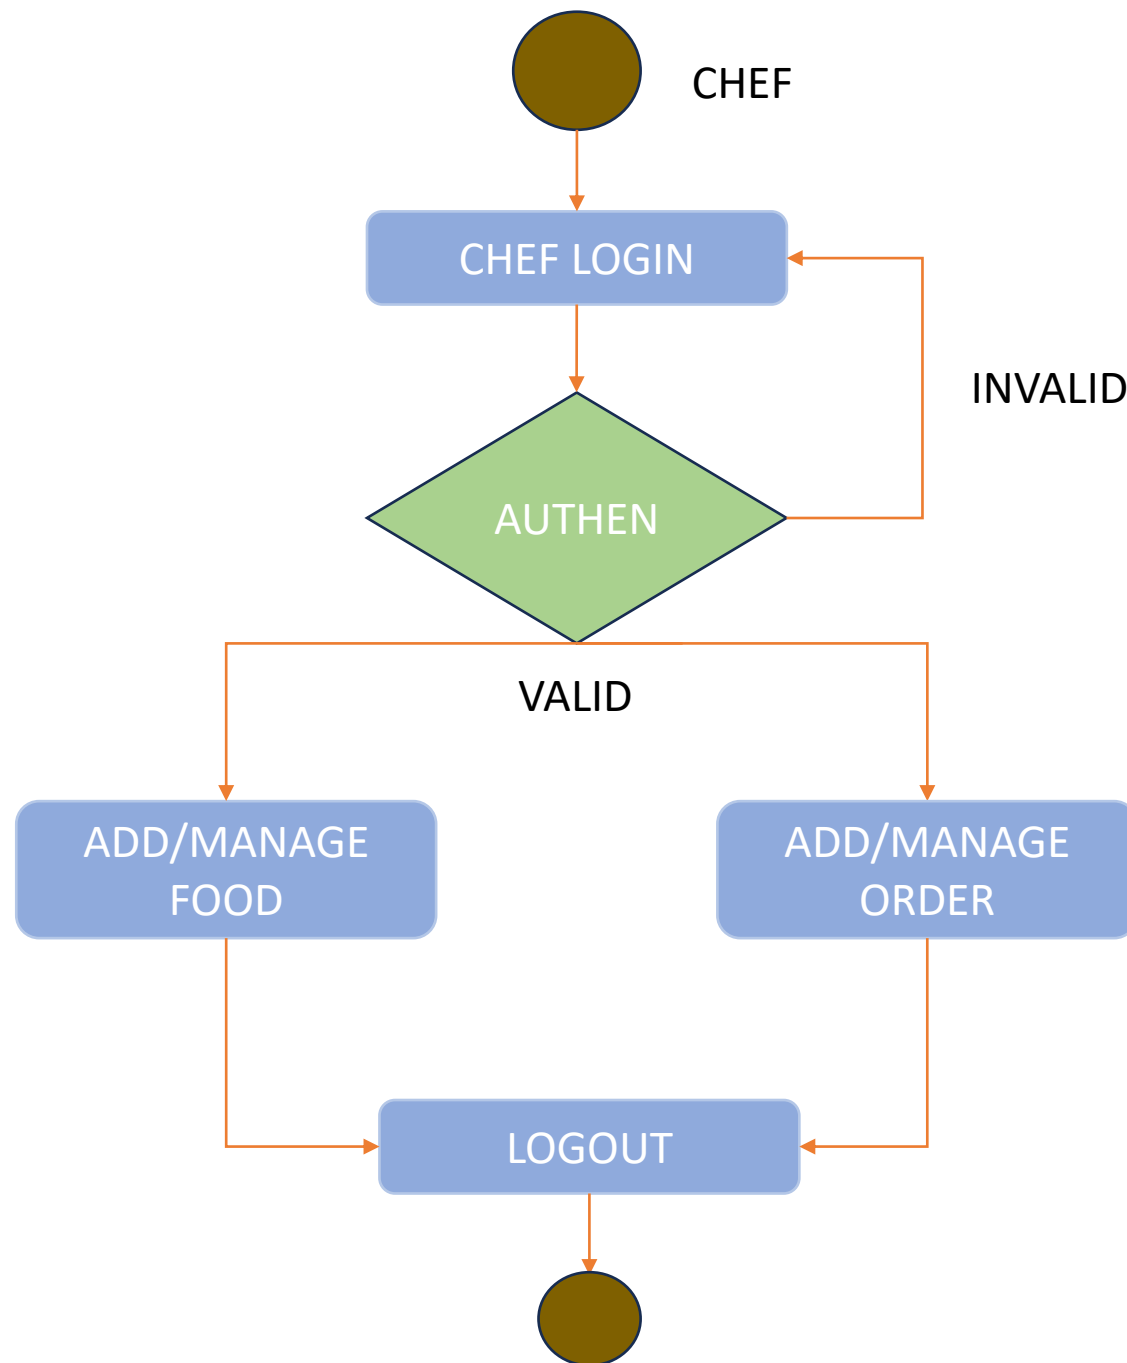 CHEF
CHEF LOGIN
INVALID
AUTHEN
VALID
ADD/MANAGE
FOOD
ADD/MANAGE
ORDER
LOGOUT